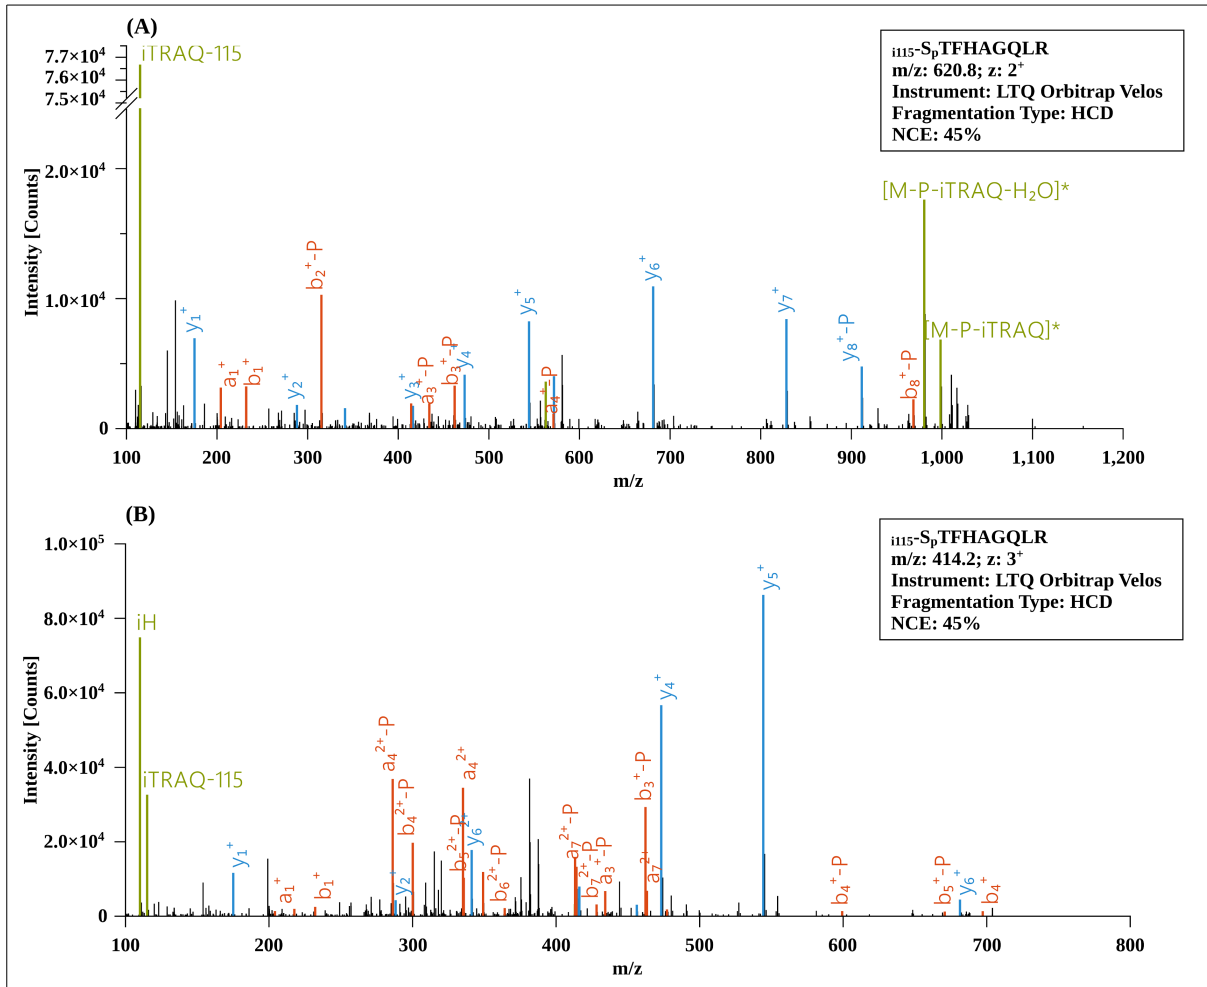 (A)
iTRAQ-115
7.7×10⁴
7.6×10⁴
7.5×10⁴
2.0×10⁴
1.0×10⁴
0
Intensity [Counts]
i115-SpTFHAGQLR
m/z: 620.8; z: 2⁺
Instrument: LTQ Orbitrap Velos
Fragmentation Type: HCD
NCE: 45%
[M-P-iTRAQ-H₂O]*
[M-P-iTRAQ]*
y₁⁺
a₁⁺
b₁⁺
y₂⁺
b₂⁺-P
y₃⁺
a₃⁺-P
b₃⁺-P
y₄⁺
y₅⁺
a₄⁺-P
y₆⁺
y₇⁺
y₈⁺-P
b₈⁺-P
100 200 300 400 500 600 700 800 900 1,000 1,100 1,200
m/z
(B)
1.0×10⁵
8.0×10⁴
6.0×10⁴
4.0×10⁴
2.0×10⁴
0
Intensity [Counts]
i115-SpTFHAGQLR
m/z: 414.2; z: 3⁺
Instrument: LTQ Orbitrap Velos
Fragmentation Type: HCD
NCE: 45%
iH
iTRAQ-115
y₁⁺
a₁⁺
b₁⁺
a₄²⁺-P
y₂⁺
b₄²⁺-P
b₅²⁺-P
a₄²⁺
y₆²⁺
b₆²⁺-P
a₇²⁺-P
b₇²⁺-P
a₃⁺-P
b₃⁺-P
a₇²⁺
y₄⁺
y₅⁺
b₄⁺-P
b₅⁺-P
y₆⁺
b₄⁺
100 200 300 400 500 600 700 800
m/z